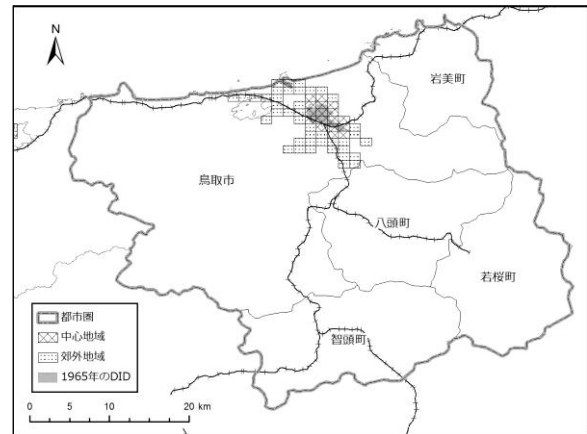 N
岩美町
鳥取市
八頭町
若桜町
智頭町
都市圏
中心地域
郊外地域
1965年のDID
0 5 10 20 km